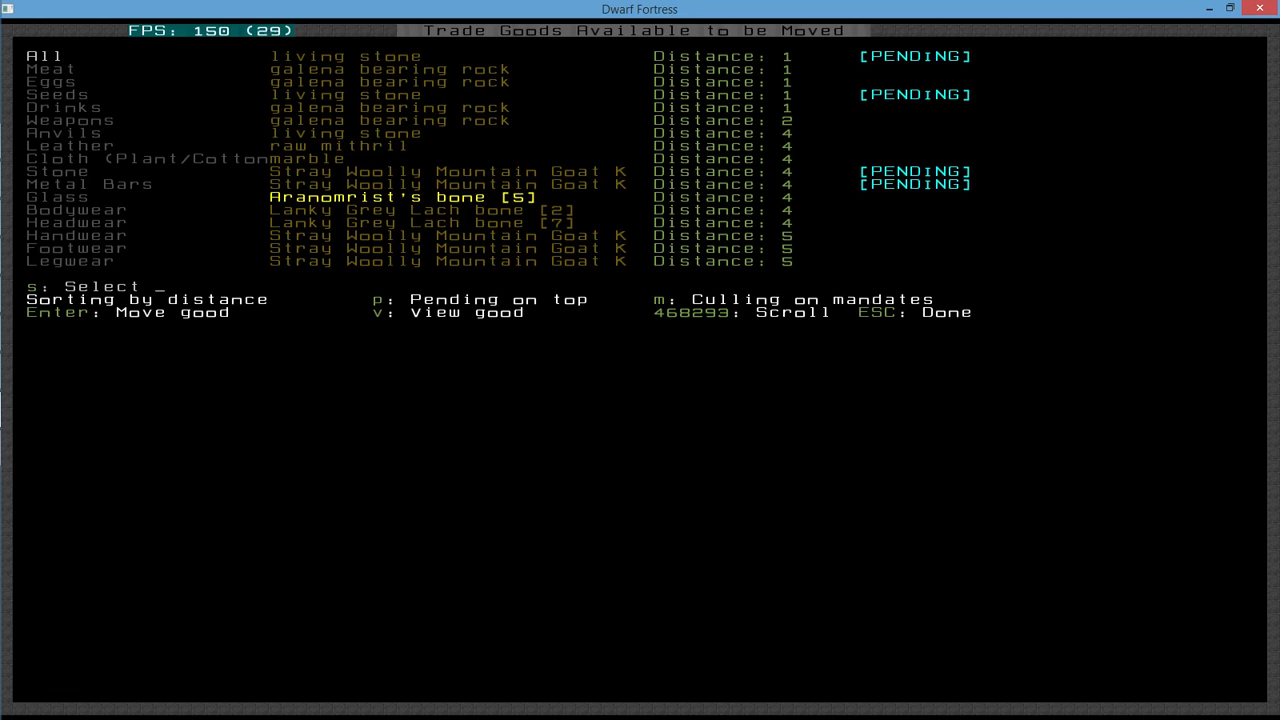 Dwarf Fortress
FPS: 150 (29) Trade Goods Available to be Moved
All living stone Distance: 1 [PENDING]
Meat galena bearing rock Distance: 1
Eggs galena bearing rock Distance: 1
Seeds living stone Distance: 1 [PENDING]
Drinks galena bearing rock Distance: 1
Weapons galena bearing rock Distance: 2
Anvils living stone Distance: 4
Leather raw mithril Distance: 4
Cloth (Plant/Cottonmarble Distance: 4
Stone Stray Woolly Mountain Goat K Distance: 4 [PENDING]
Metal Bars Stray Woolly Mountain Goat K Distance: 4 [PENDING]
Glass Aranomrist's bone [5] Distance: 4
Bodywear Lanky Grey Lach bone [2] Distance: 4
Headwear Lanky Grey Lach bone [7] Distance: 4
Handwear Stray Woolly Mountain Goat K Distance: 5
Footwear Stray Woolly Mountain Goat K Distance: 5
Legwear Stray Woolly Mountain Goat K Distance: 5
s: Select _
Sorting by distance p: Pending on top m: Culling on mandates
Enter: Move good v: View good 468293: Scroll ESC: Done